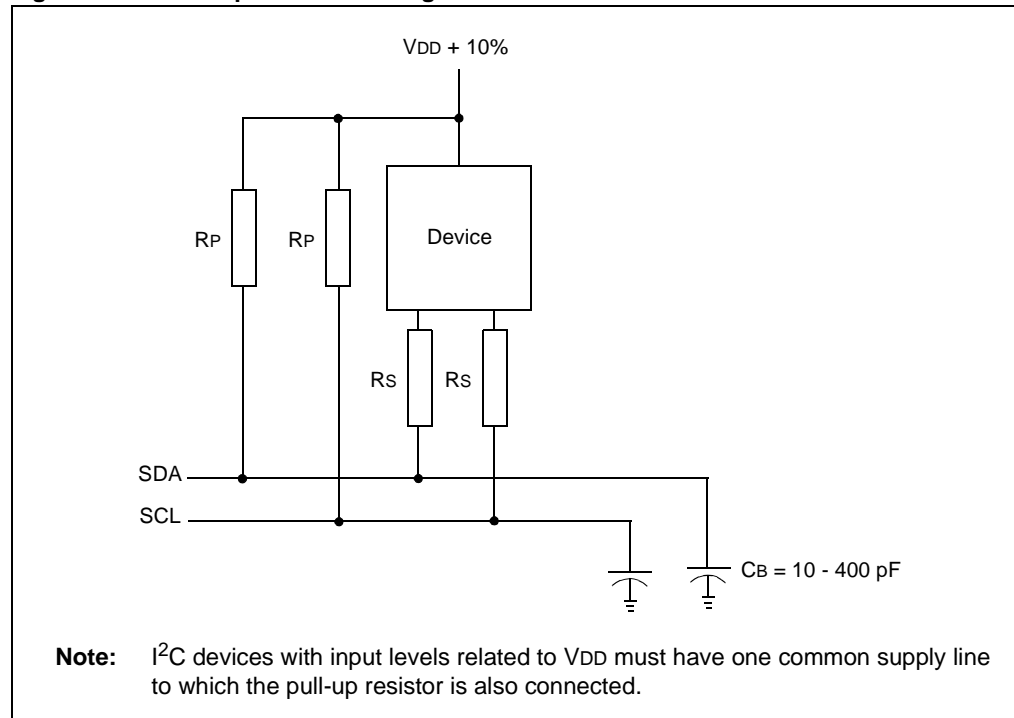 VDD + 10%
RP
RP
Device
RS
RS
SDA
SCL
CB = 10 - 400 pF
Note: I2C devices with input levels related to VDD must have one common supply line
to which the pull-up resistor is also connected.